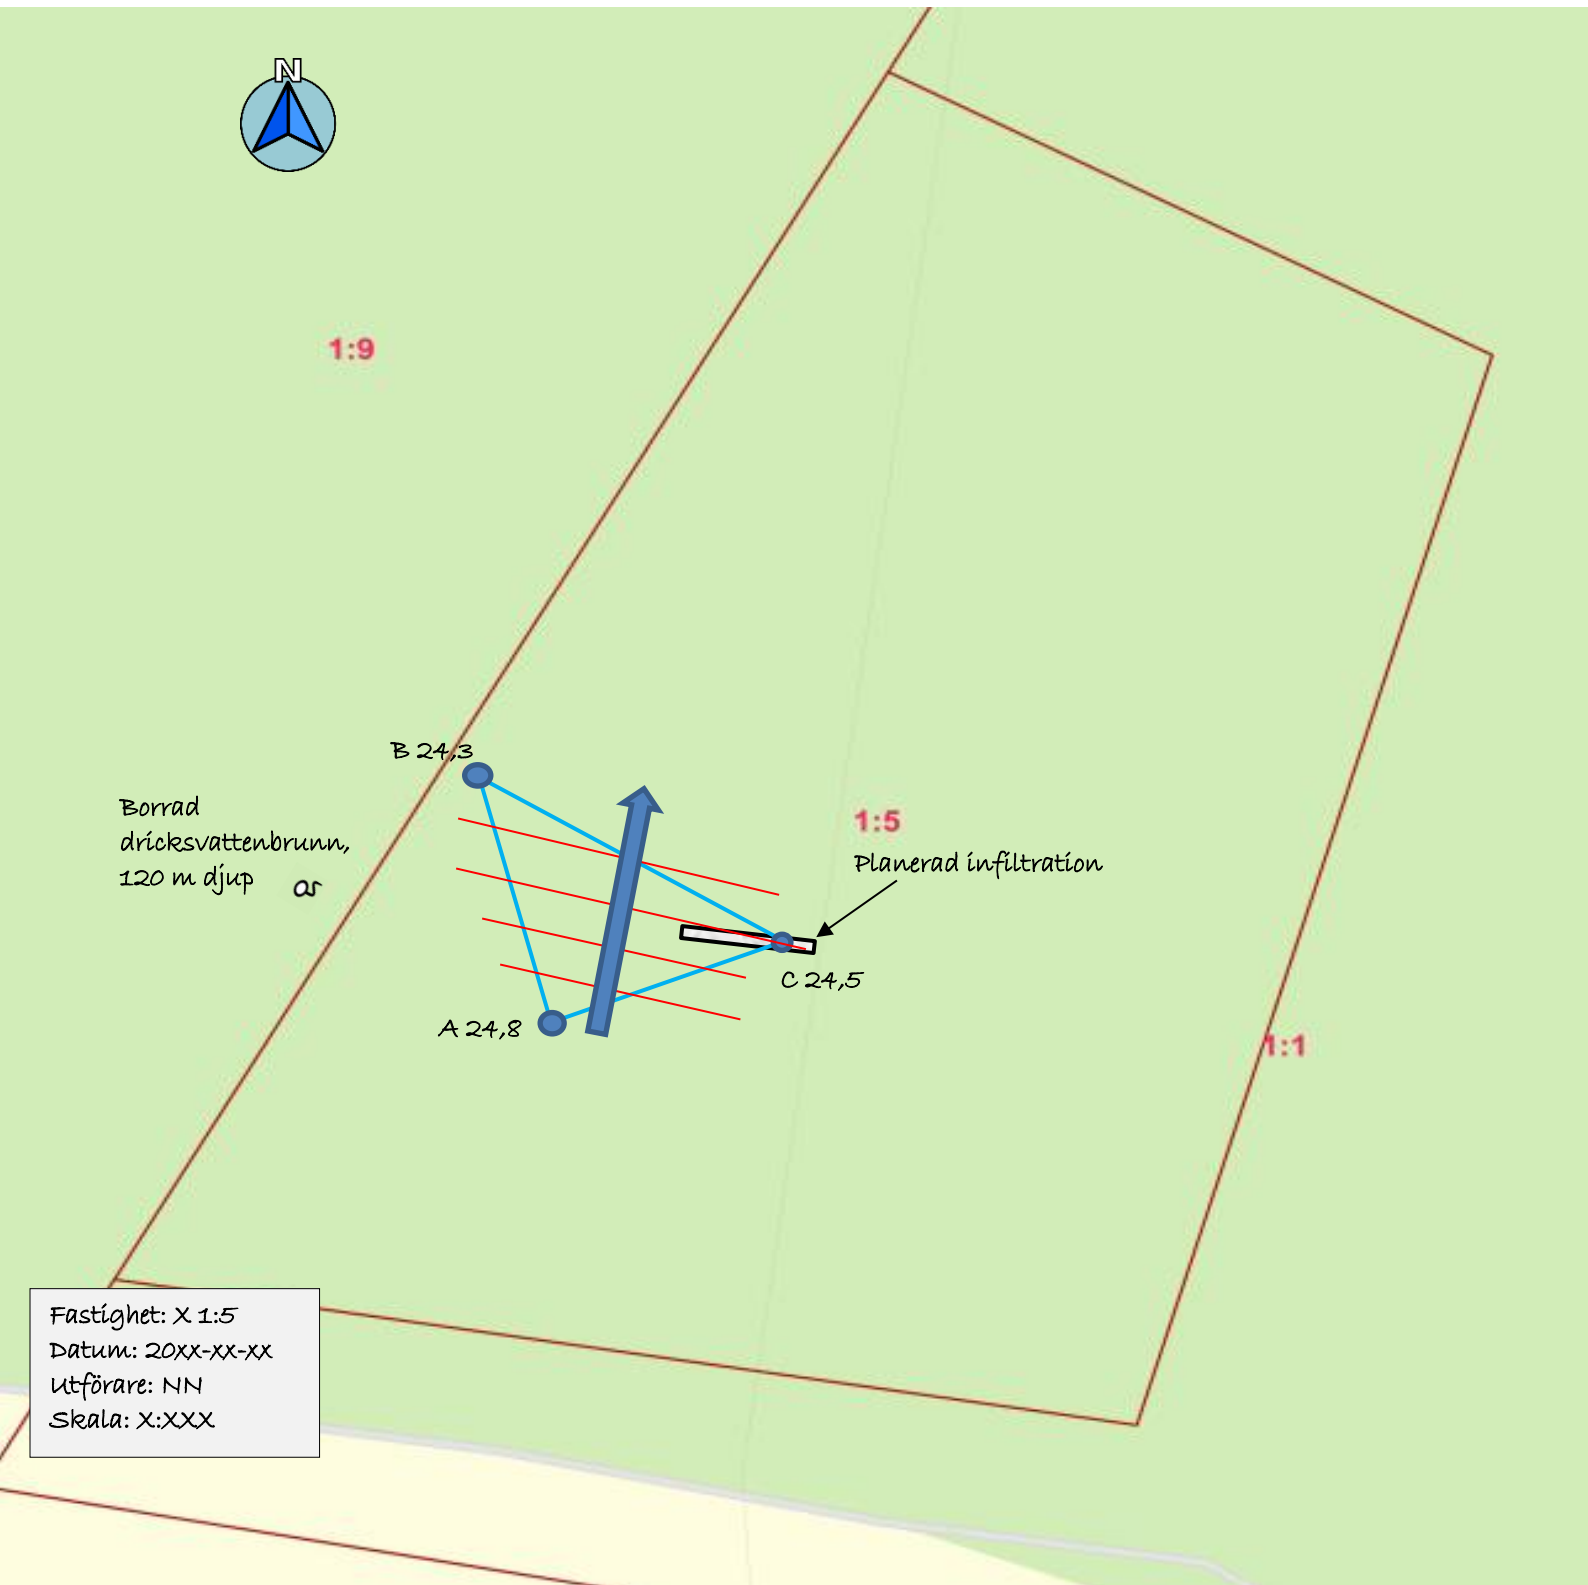 N
1:9
B 24,3
Borrad
dricksvattenbrunn,
120 m djup
1:5
Planerad infiltration
C 24,5
A 24,8
1:1
Fastighet: X 1:5
Datum: 20xx-xx-xx
Utförare: NN
Skala: X:XXX